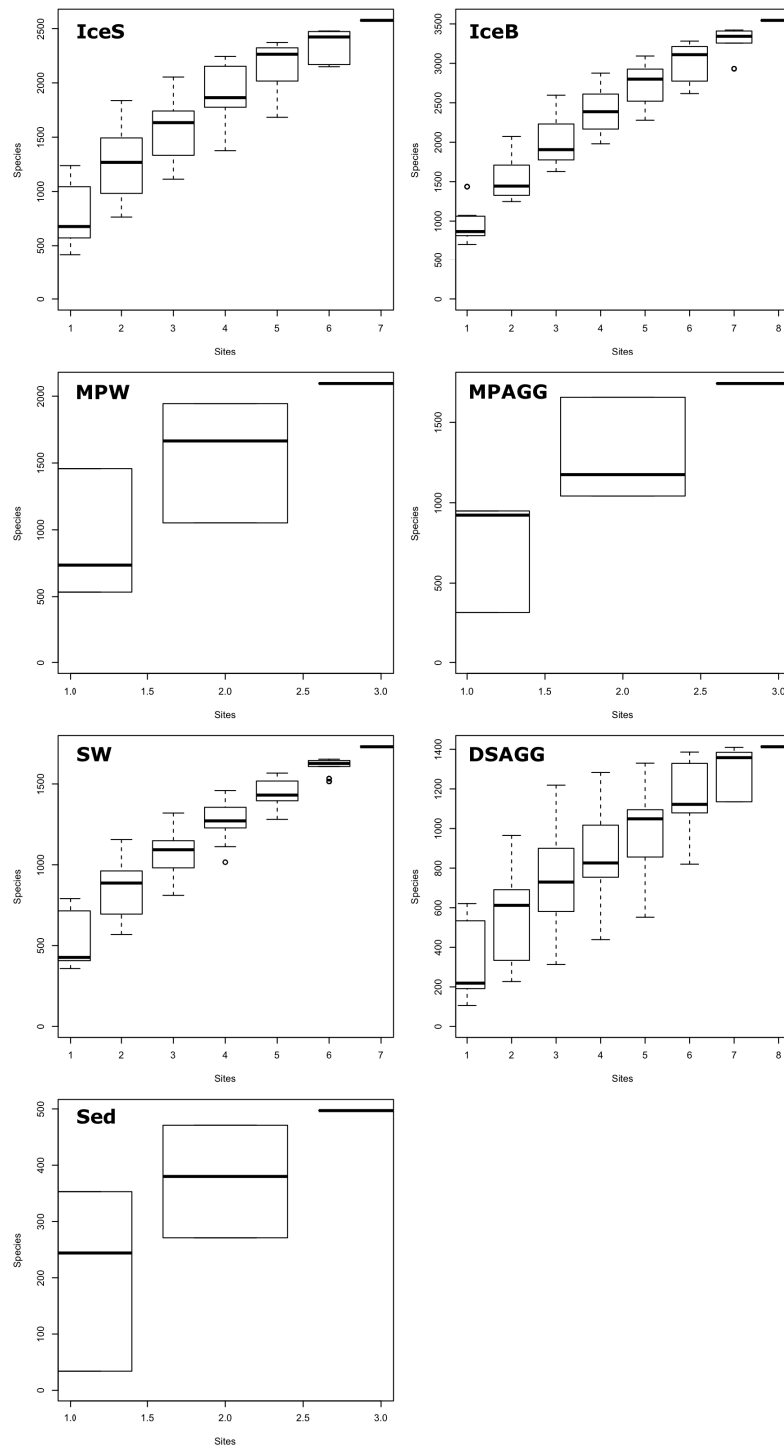 IceS
Species
0 500 1000 1500 2000 2500
1 2 3 4 5 6 7
Sites
IceB
Species
0 500 1000 1500 2000 2500 3000 3500
1 2 3 4 5 6 7 8
Sites
MPW
Species
0 500 1000 1500 2000
1.0 1.5 2.0 2.5 3.0
Sites
MPAGG
Species
0 500 1000 1500
1.0 1.5 2.0 2.5 3.0
Sites
SW
Species
0 500 1000 1500
1 2 3 4 5 6 7
Sites
DSAGG
Species
0 200 400 600 800 1000 1200 1400
1 2 3 4 5 6 7 8
Sites
Sed
Species
0 100 200 300 400 500
1.0 1.5 2.0 2.5 3.0
Sites